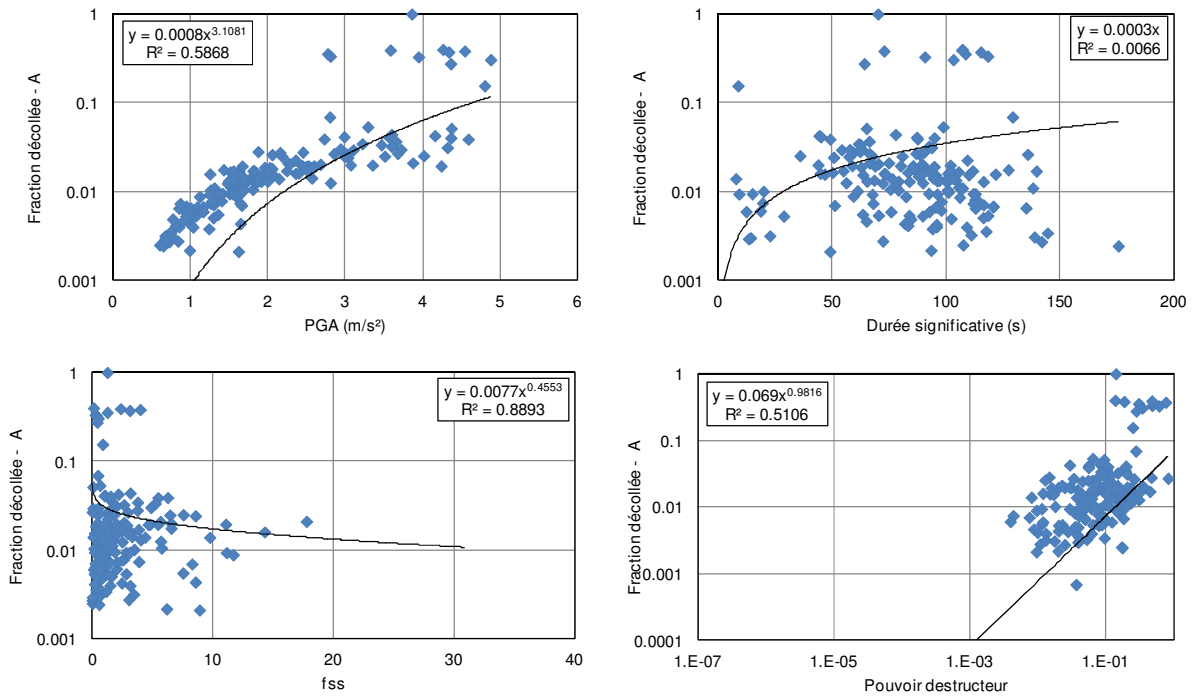 y = 0.0008x^3.1081
R² = 0.5868
1
0.1
0.01
0.001
Fraction décollée - A
0 1 2 3 4 5 6
PGA (m/s²)
y = 0.0003x
R² = 0.0066
1
0.1
0.01
0.001
Fraction décollée - A
0 50 100 150 200
Durée significative (s)
y = 0.0077x^0.4553
R² = 0.8893
1
0.1
0.01
0.001
Fraction décollée - A
0 10 20 30 40
fss
y = 0.069x^0.9816
R² = 0.5106
1
0.1
0.01
0.001
0.0001
Fraction décollée - A
1.E-07 1.E-05 1.E-03 1.E-01
Pouvoir destructeur